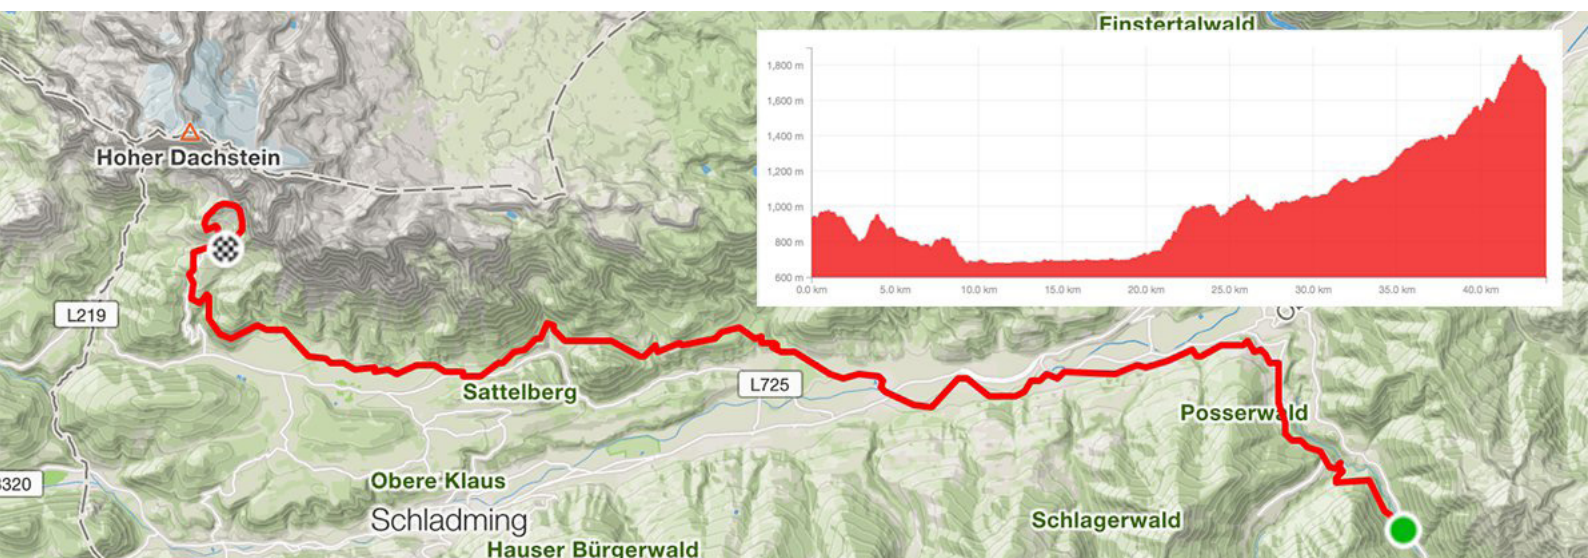 Finstertalwald
1,800 m
1,600 m
1,400 m
1,200 m
1,000 m
800 m
600 m
0.0 km 5.0 km 10.0 km 15.0 km 20.0 km 25.0 km 30.0 km 35.0 km 40.0 km
Hoher Dachstein
L219
L725
Sattelberg
Posserwald
Obere Klaus
Schladming
Schlagerwald
Hauser Bürgerwald